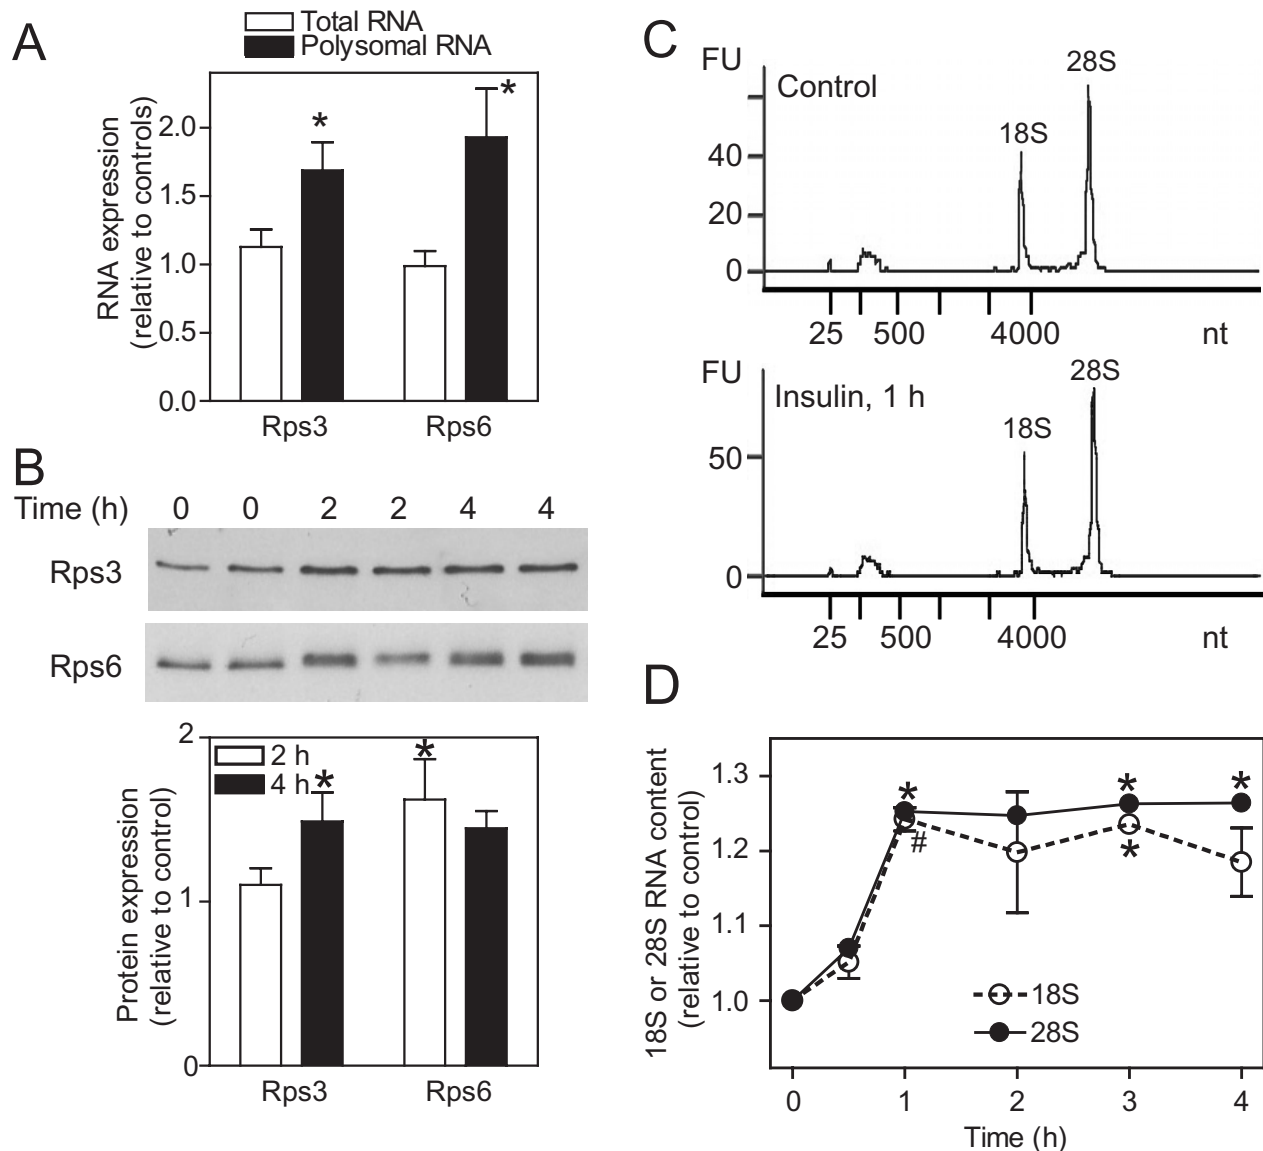 A
Total RNA
Polysomal RNA
RNA expression
(relative to controls)
2.0
1.5
1.0
0.5
0.0
*
*
Rps3 Rps6
B
Time (h) 0 0 2 2 4 4
Rps3
Rps6
Protein expression
(relative to control)
2
1
0
2 h
4 h
*
*
Rps3 Rps6
C
FU
Control
18S
28S
40
20
0
25 500 4000 nt
FU
Insulin, 1 h
18S
28S
50
0
25 500 4000 nt
D
18S or 28S RNA content
(relative to control)
1.3
1.2
1.1
1.0
* * *
#
*
18S
28S
0 1 2 3 4
Time (h)